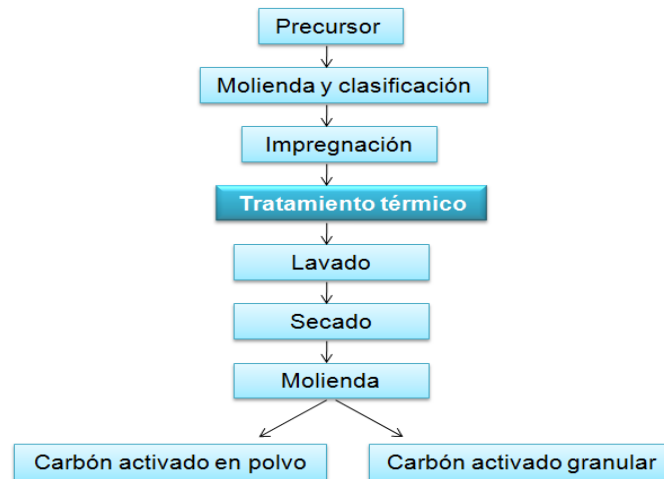 Precursor
Molienda y clasificación
Impregnación
Tratamiento térmico
Lavado
Secado
Molienda
Carbón activado en polvo
Carbón activado granular